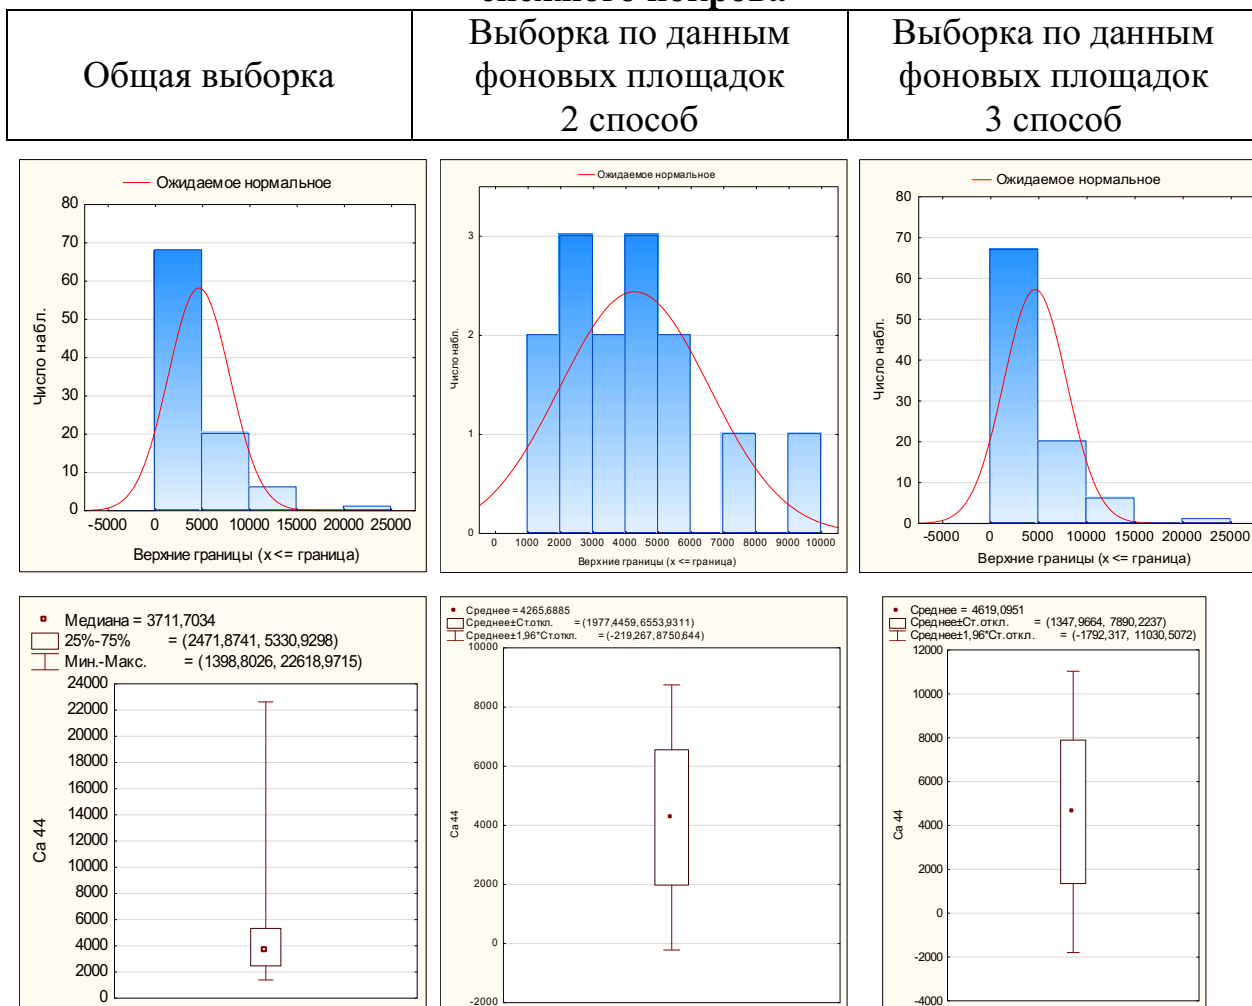 снежного покрова
Общая выборка
Выборка по данным
фоновых площадок
2 способ
Выборка по данным
фоновых площадок
3 способ
Ожидаемое нормальное
80
70
60
50
40
30
20
10
0
Число набл.
-5000 0 5000 10000 15000 20000 25000
Верхние границы (x <= граница)
Ожидаемое нормальное
3
2
1
0
Число набл.
0 1000 2000 3000 4000 5000 6000 7000 8000 9000 10000
Верхние границы (x <= граница)
Ожидаемое нормальное
80
70
60
50
40
30
20
10
0
Число набл.
-5000 0 5000 10000 15000 20000 25000
Верхние границы (x <= граница)
Медиана = 3711,7034
25%-75% = (2471,8741, 5330,9298)
Мин.-Макс. = (1398,8026, 22618,9715)
24000
22000
20000
18000
16000
14000
12000
10000
8000
6000
4000
2000
0
Ca 44
Среднее = 4265,6885
Среднее±Ст.откл. = (1977,4459,6553,9311)
Среднее±1,96*Ст.откл. = (-219,267,8750,644)
10000
8000
6000
4000
2000
0
-2000
Ca 44
Среднее = 4619,0951
Среднее±Ст.откл. = (1347,9664, 7890,2237)
Среднее±1,96*Ст.откл. = (-1792,317, 11030,5072)
12000
10000
8000
6000
4000
2000
0
-2000
-4000
Ca 44